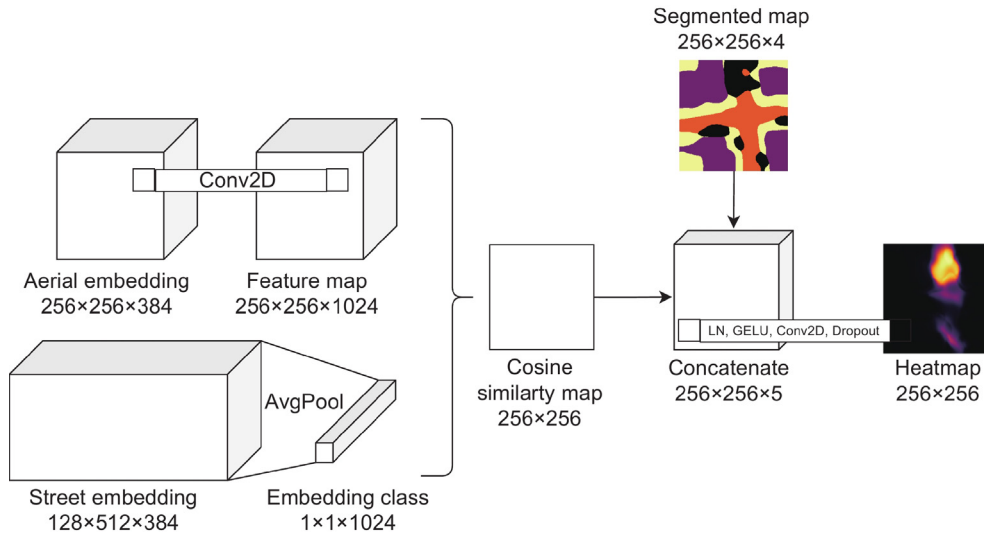 Segmented map
256×256×4
Conv2D
Aerial embedding
256×256×384
Feature map
256×256×1024
AvgPool
Street embedding
128×512×384
Embedding class
1×1×1024
Cosine
similarty map
256×256
LN, GELU, Conv2D, Dropout
Concatenate
256×256×5
Heatmap
256×256